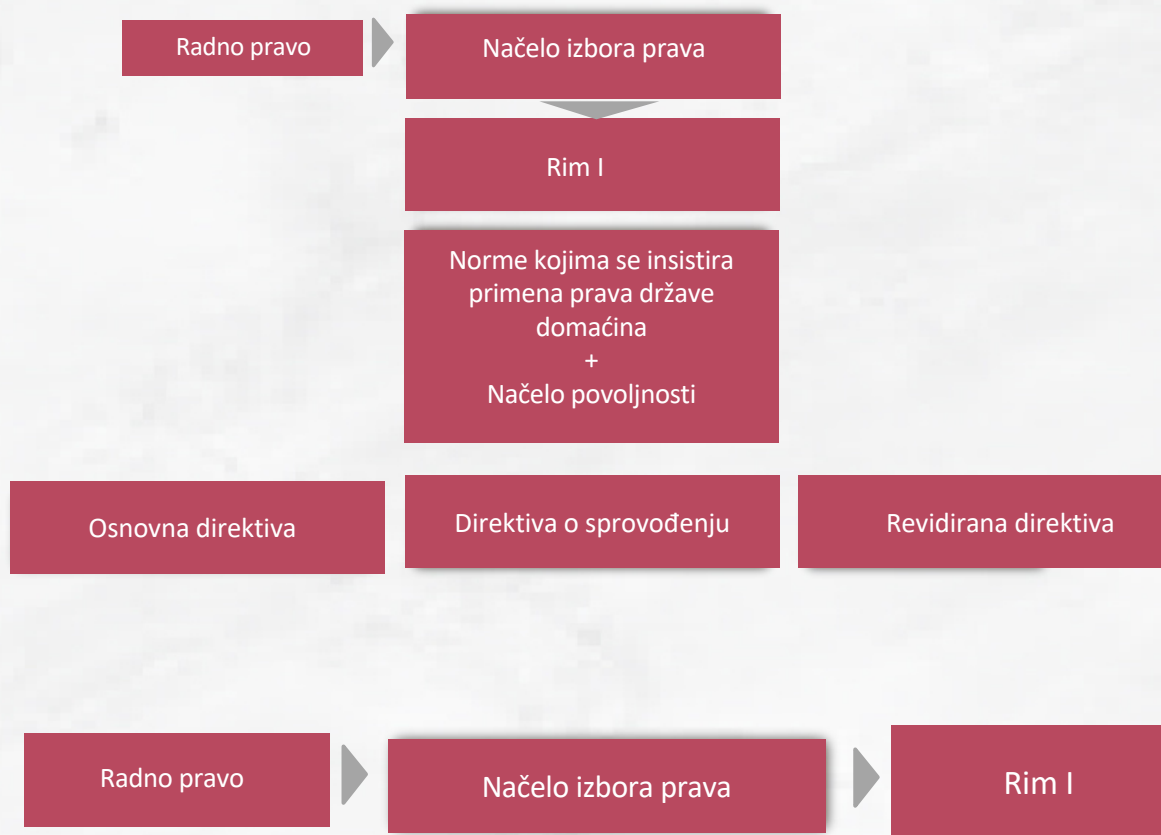 Radno pravo
Načelo izbora prava
Rim I
Norme kojima se insistira
primena prava države
domaćina
+
Načelo povoljnosti
Osnovna direktiva
Direktiva o sprovođenju
Revidirana direktiva
Radno pravo
Načelo izbora prava
Rim I